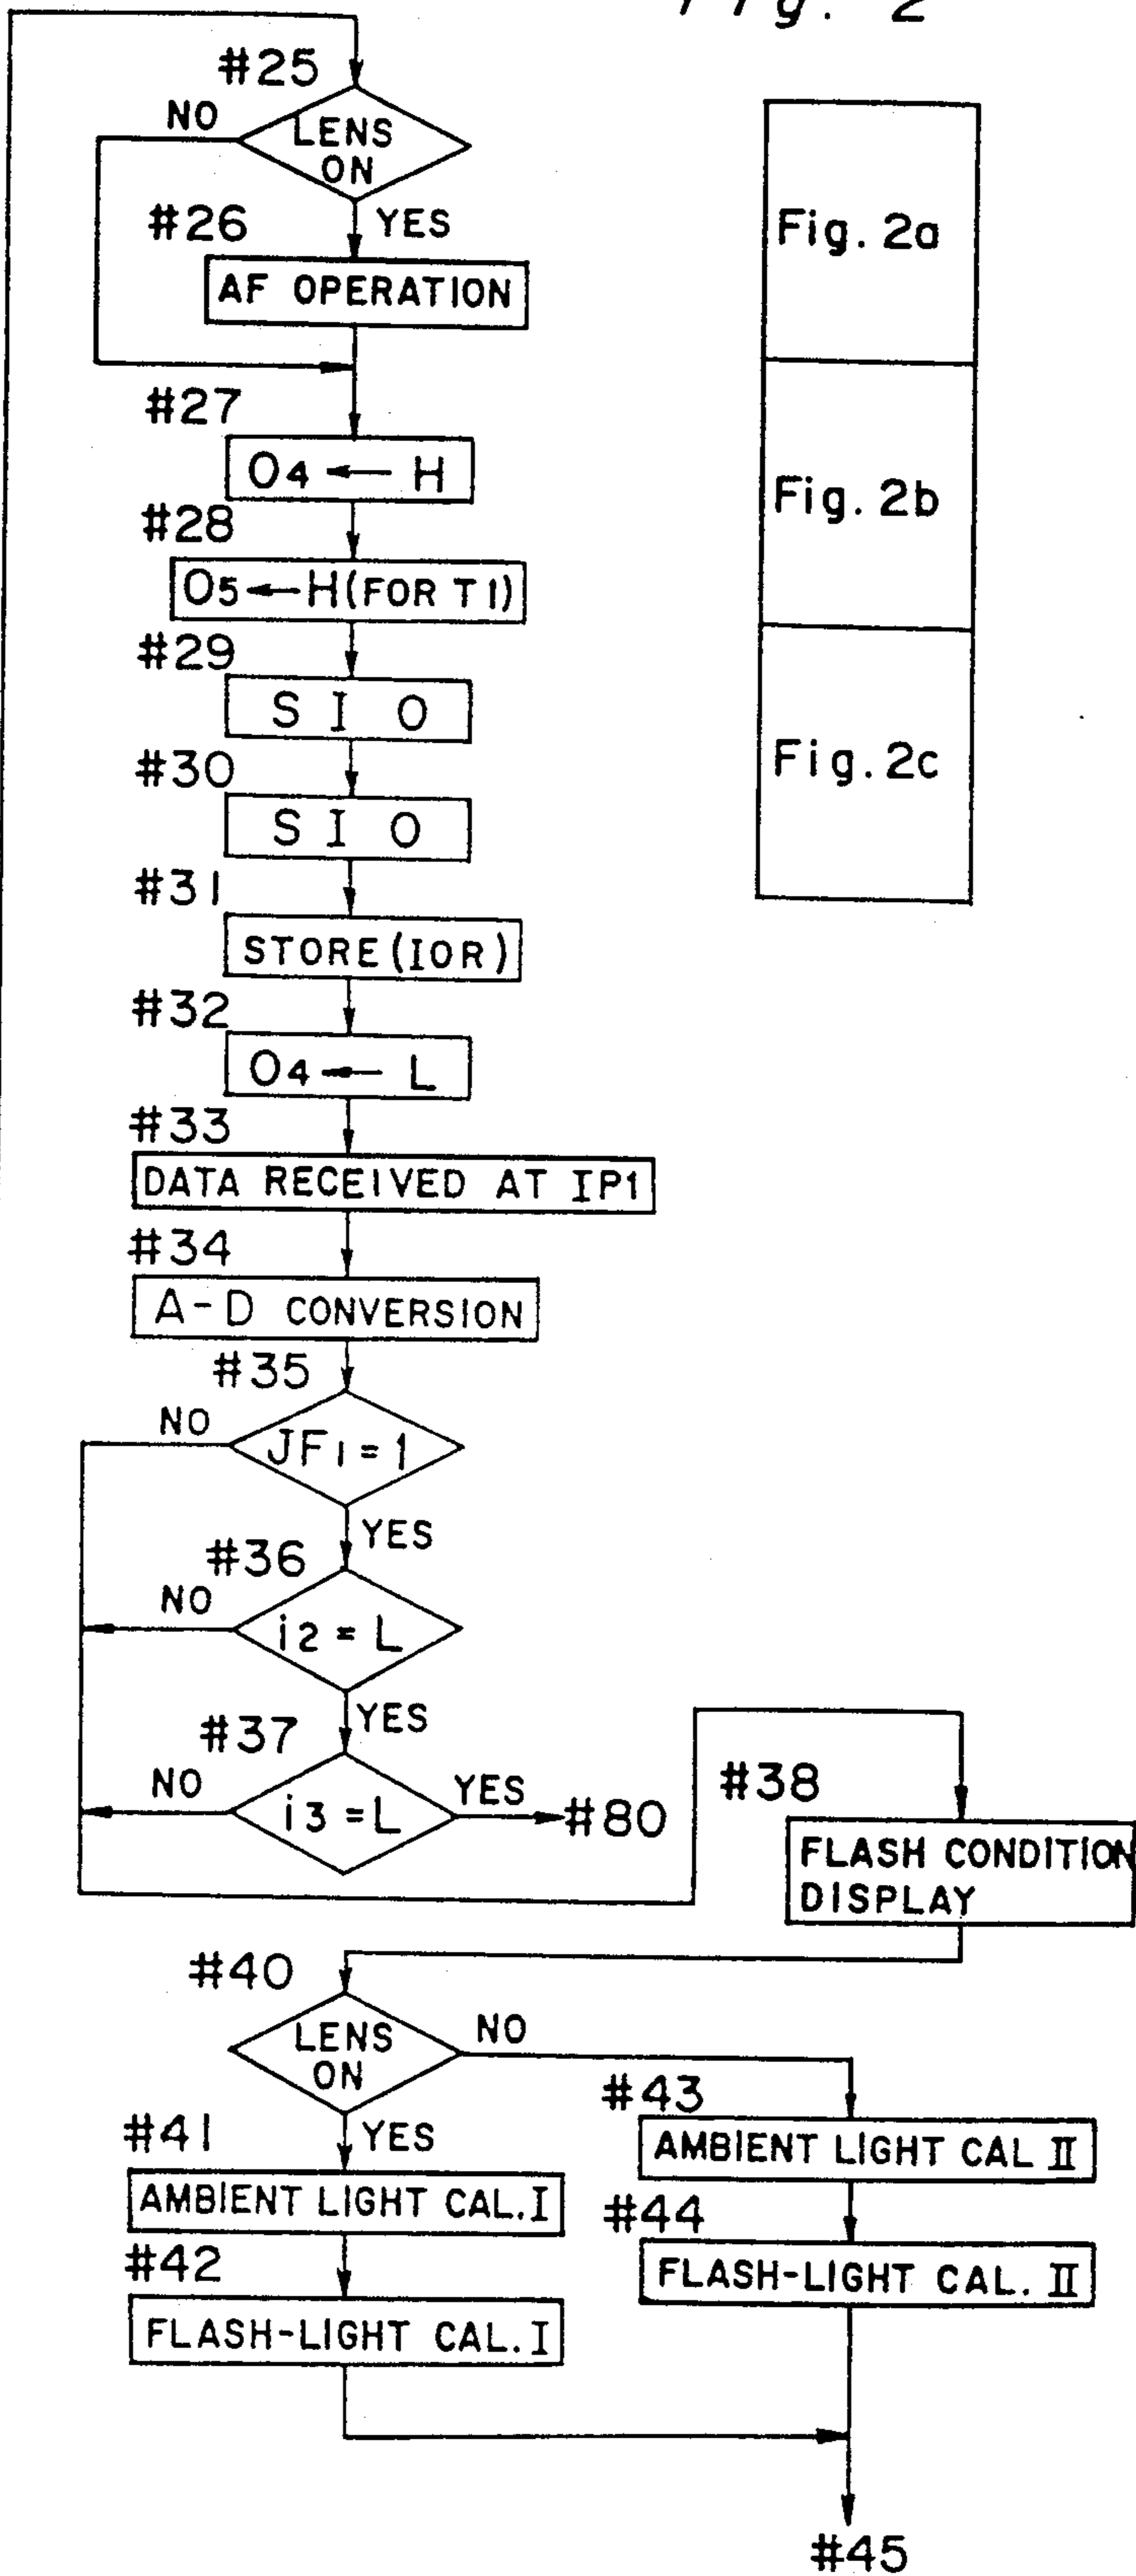 Fig. 2
#25
NO
LENS
ON
#26
YES
AF OPERATION
#27
O4 ← H
#28
O5 ← H (FOR T1)
#29
S I O
#30
S I O
#31
STORE (IOR)
#32
O4 ← L
#33
DATA RECEIVED AT IP1
#34
A-D CONVERSION
#35
NO
JF1 = 1
YES
#36
NO
i2 = L
YES
#37
NO
i3 = L
YES
#80
#38
FLASH CONDITION
DISPLAY
#40
LENS
ON
NO
YES
#41
AMBIENT LIGHT CAL. I
#42
FLASH-LIGHT CAL. I
#43
AMBIENT LIGHT CAL II
#44
FLASH-LIGHT CAL. II
#45
Fig. 2a
Fig. 2b
Fig. 2c